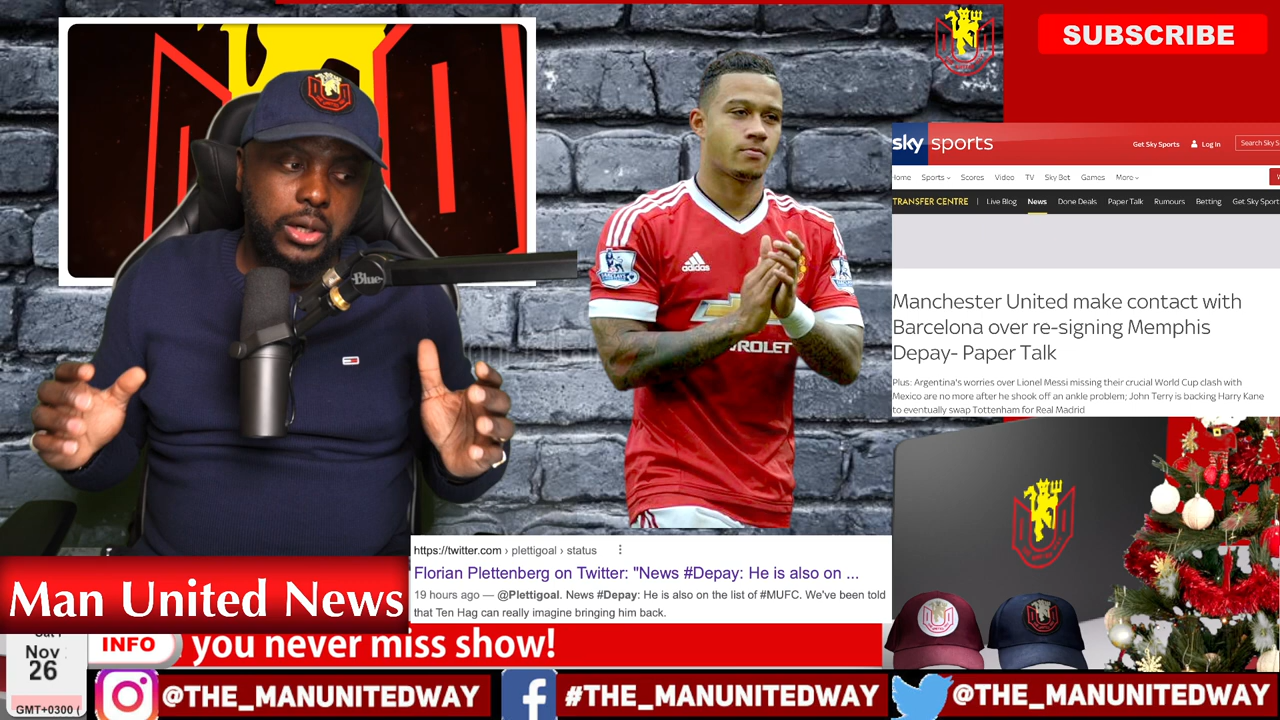 SUBSCRIBE
sky sports
Get Sky Sports
Log in
Search Sky S
Home
Sports
Scores
Video
TV
Sky Bet
Games
More
TRANSFER CENTRE
Live Blog
News
Done Deals
Paper Talk
Rumours
Betting
Get Sky Sport
Manchester United make contact with
Barcelona over re-signing Memphis
Depay- Paper Talk
Plus: Argentina's worries over Lionel Messi missing their crucial World Cup clash with
Mexico are no more after he shook off an ankle problem; John Terry is backing Harry Kane
to eventually swap Tottenham for Real Madrid
adidas
CHEVROLET
Blue
https://twitter.com › plettigoal › status
Florian Plettenberg on Twitter: "News #Depay: He is also on ...
19 hours ago — @Plettigoal. News #Depay: He is also on the list of #MUFC. We've been told
that Ten Hag can really imagine bringing him back.
Man United News
INFO
you never miss show!
Nov
26
GMT+0300 (
@THE_MANUNITEDWAY
#THE_MANUNITEDWAY
@THE_MANUNITEDWAY